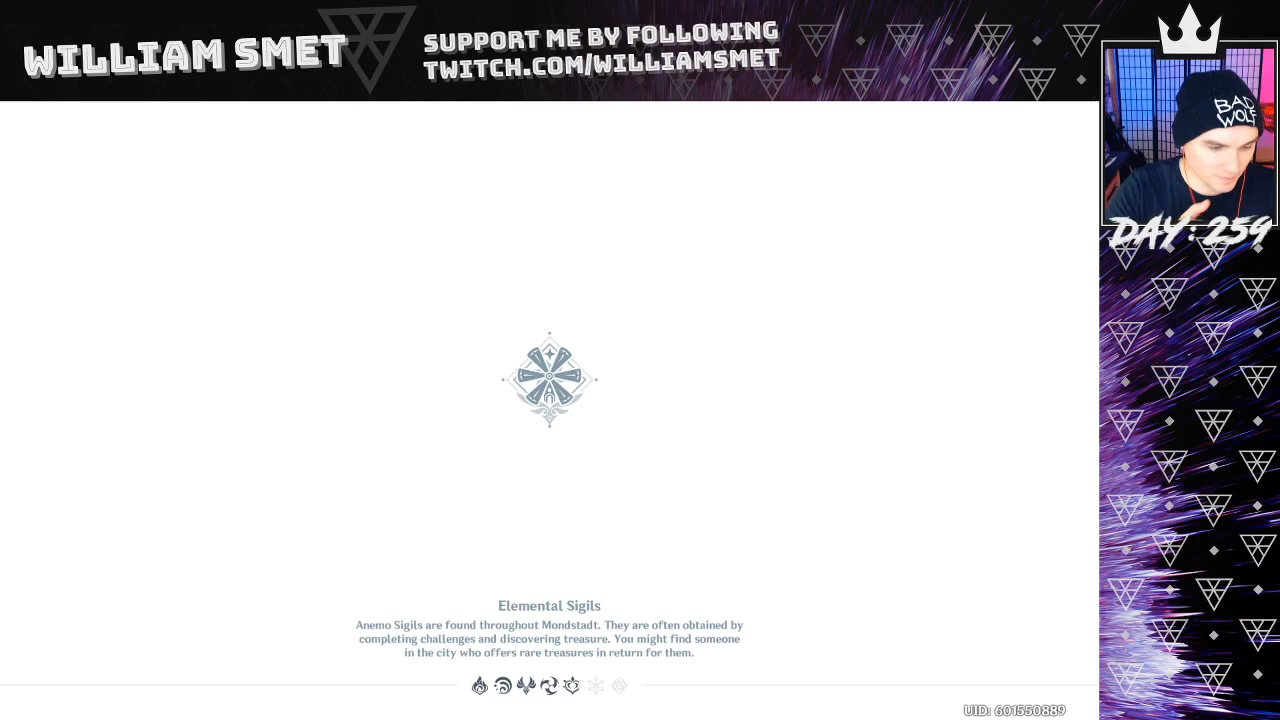 WILLIAM SMET
SUPPORT ME BY FOLLOWING
TWITCH.COM/WILLIAMSMET
BAD
WOLF
DAY: 259
Elemental Sigils
Anemo Sigils are found throughout Mondstadt. They are often obtained by
completing challenges and discovering treasure. You might find someone
in the city who offers rare treasures in return for them.
UID: 601550889